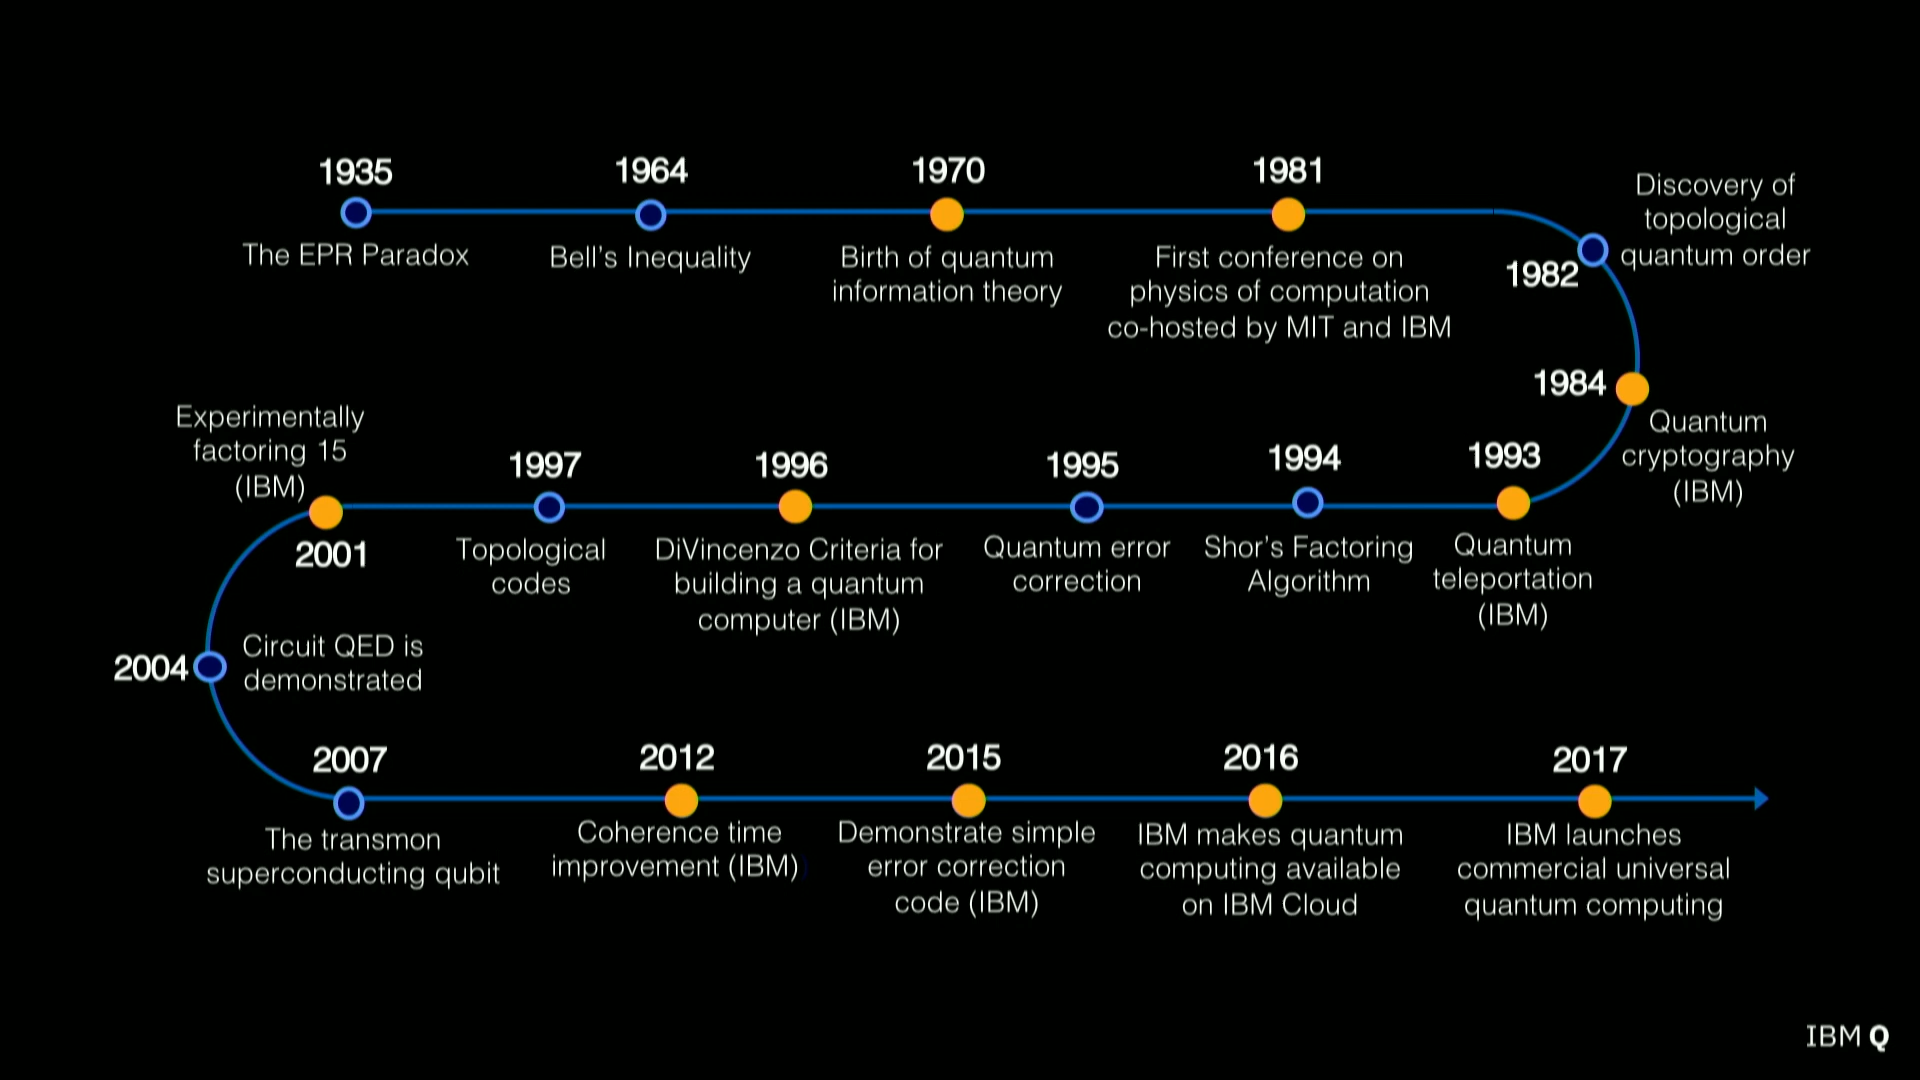 1935
The EPR Paradox
1964
Bell’s Inequality
1970
Birth of quantum
information theory
1981
First conference on
physics of computation
co-hosted by MIT and IBM
1982
Discovery of
topological
quantum order
1984
Quantum
cryptography
(IBM)
1993
Quantum
teleportation
(IBM)
1994
Shor’s Factoring
Algorithm
1995
Quantum error
correction
1996
DiVincenzo Criteria for
building a quantum
computer (IBM)
1997
Topological
codes
Experimentally
factoring 15
(IBM)
2001
2004
Circuit QED is
demonstrated
2007
The transmon
superconducting qubit
2012
Coherence time
improvement (IBM)
2015
Demonstrate simple
error correction
code (IBM)
2016
IBM makes quantum
computing available
on IBM Cloud
2017
IBM launches
commercial universal
quantum computing
IBM Q